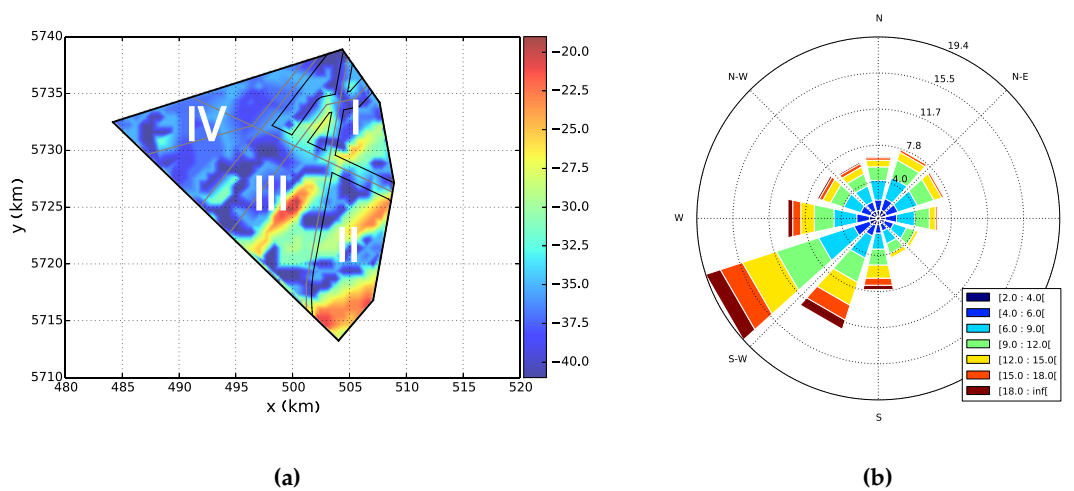 5740
5735
5730
5725
5720
5715
5710
y (km)
480
485
490
495
500
505
510
515
520
x (km)
I
II
III
IV
−20.0
−22.5
−25.0
−27.5
−30.0
−32.5
−35.0
−37.5
−40.0
(a)
N
N-E
N-W
W
S-W
S
19.4
15.5
11.7
7.8
4.0
[2.0 : 4.0[
[4.0 : 6.0[
[6.0 : 9.0[
[9.0 : 12.0[
[12.0 : 15.0[
[15.0 : 18.0[
[18.0 : inf[
(b)